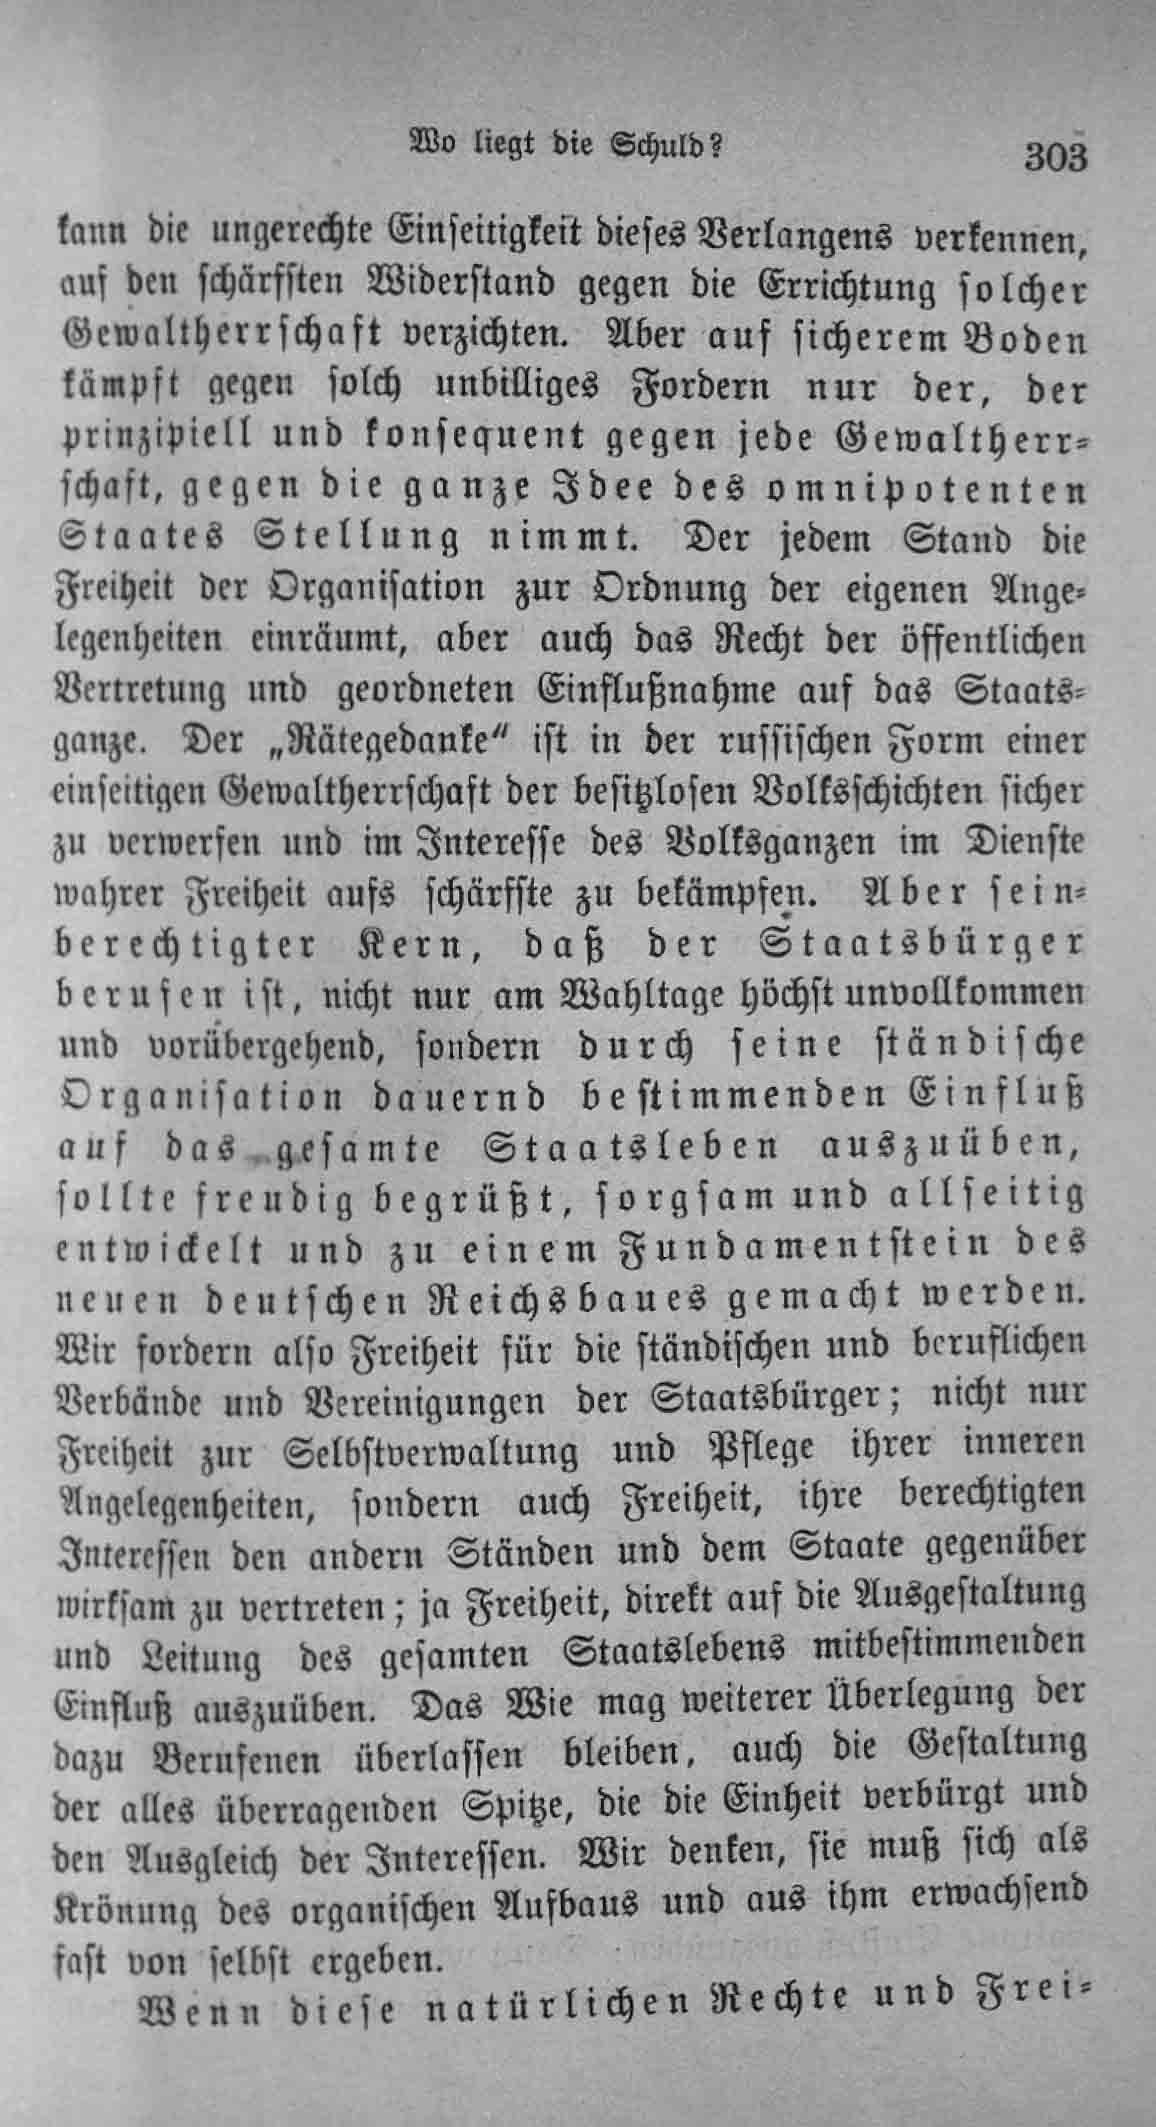 Wo liegt die Schuld? 303
kann die ungerechte Einseitigkeit dieses Verlangens verkennen,
auf den schärfsten Widerstand gegen die Errichtung solcher
Gewaltherrschaft verzichten. Aber auf sicherem Boden
kämpft gegen solch unbilliges Fordern nur der, der
prinzipiell und konsequent gegen jede Gewaltherr-
schaft, gegen die ganze Idee des omnipotenten
Staates Stellung nimmt. Der jedem Stand die
Freiheit der Organisation zur Ordnung der eigenen Ange-
legenheiten einräumt, aber auch das Recht der öffentlichen
Vertretung und geordneten Einflußnahme auf das Staats-
ganze. Der „Rätegedanke“ ist in der russischen Form einer
einseitigen Gewaltherrschaft der besitzlosen Volksschichten sicher
zu verwerfen und im Interesse des Volksganzen im Dienste
wahrer Freiheit aufs schärfste zu bekämpfen. Aber sein-
berechtigter Kern, daß der Staatsbürger
berufen ist, nicht nur am Wahltage höchst unvollkommen
und vorübergehend, sondern durch seine ständische
Organisation dauernd bestimmenden Einfluß
auf das gesamte Staatsleben auszuüben,
sollte freudig begrüßt, sorgsam und allseitig
entwickelt und zu einem Fundamentstein des
neuen deutschen Reichsbaues gemacht werden.
Wir fordern also Freiheit für die ständischen und beruflichen
Verbände und Vereinigungen der Staatsbürger; nicht nur
Freiheit zur Selbstverwaltung und Pflege ihrer inneren
Angelegenheiten, sondern auch Freiheit, ihre berechtigten
Interessen den andern Ständen und dem Staate gegenüber
wirksam zu vertreten; ja Freiheit, direkt auf die Ausgestaltung
und Leitung des gesamten Staatslebens mitbestimmenden
Einfluß auszuüben. Das Wie mag weiterer Überlegung der
dazu Berufenen überlassen bleiben, auch die Gestaltung
der alles überragenden Spitze, die die Einheit verbürgt und
den Ausgleich der Interessen. Wir denken, sie muß sich als
Krönung des organischen Aufbaus und aus ihm erwachsend
fast von selbst ergeben.
Wenn diese natürlichen Rechte und Frei-